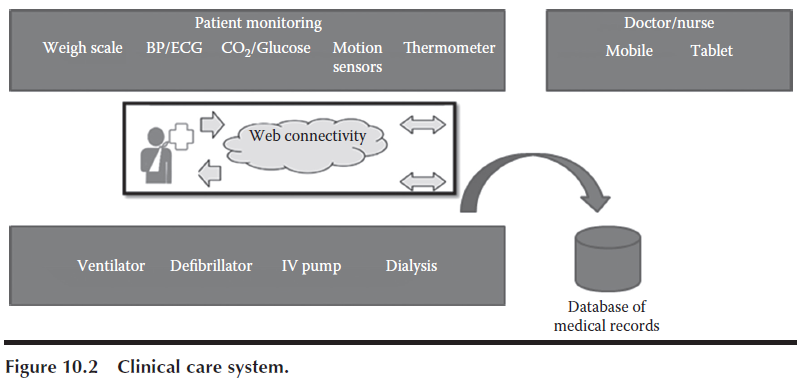 Patient monitoring
Weigh scale BP/ECG CO₂/Glucose Motion sensors Thermometer
Doctor/nurse
Mobile Tablet
Web connectivity
Ventilator Defibrillator IV pump Dialysis
Database of
medical records
Figure 10.2 Clinical care system.